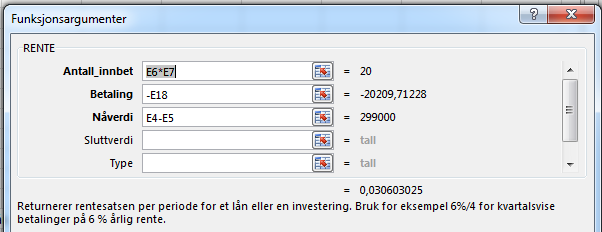 Funksjonsargumenter
RENTE
Antall_innbet E6*E7 = 20
Betaling -E18 = -20209,71228
Nåverdi E4-E5 = 299000
Sluttverdi = tall
Type = tall
= 0,030603025
Returnerer rentesatsen per periode for et lån eller en investering. Bruk for eksempel 6%/4 for kvartalsvise
betalinger på 6 % årlig rente.